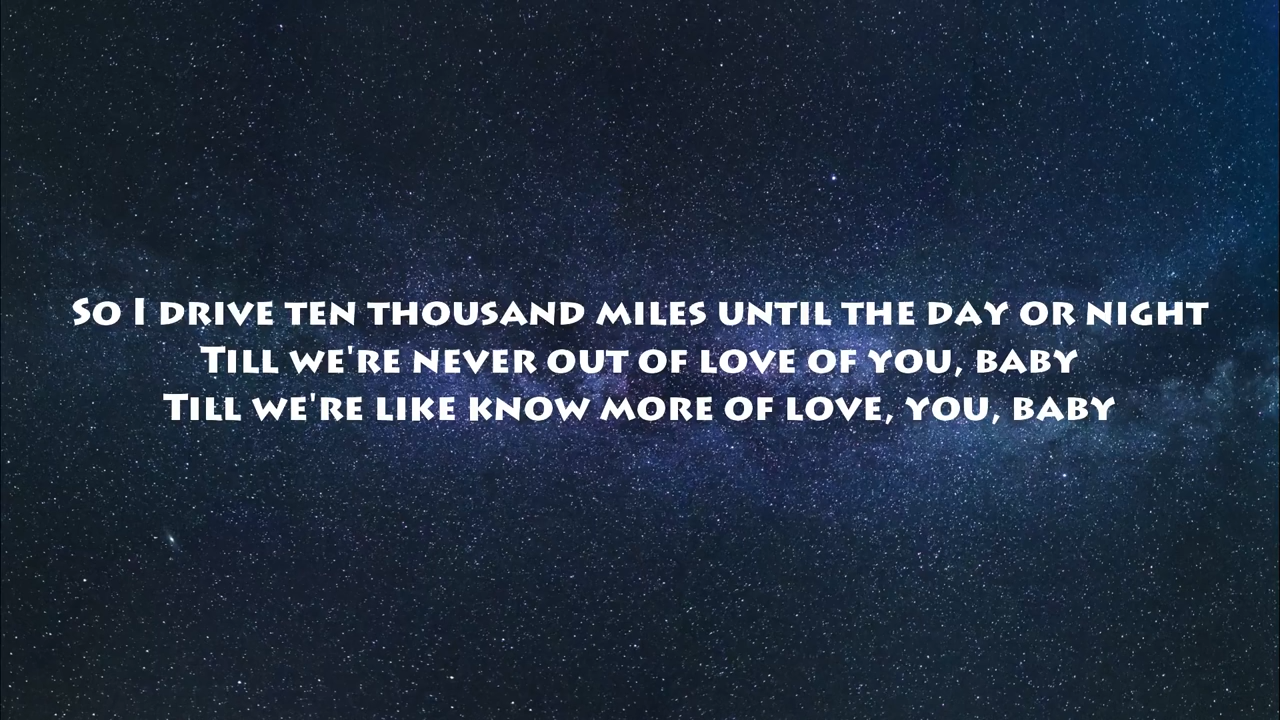 So I drive ten thousand miles until the day or night
Till we're never out of love of you, baby
Till we're like know more of love, you, baby